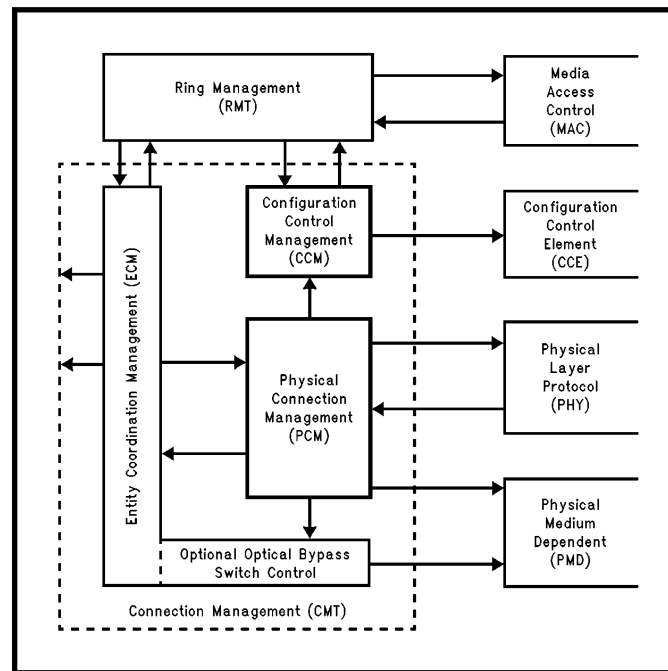 Ring Management
(RMT)
Media
Access
Control
(MAC)
Configuration
Control
Management
(CCM)
Configuration
Control
Element
(CCE)
Entity Coordination Management (ECM)
Physical
Connection
Management
(PCM)
Physical
Layer
Protocol
(PHY)
Physical
Medium
Dependent
(PMD)
Optional Optical Bypass
Switch Control
Connection Management (CMT)